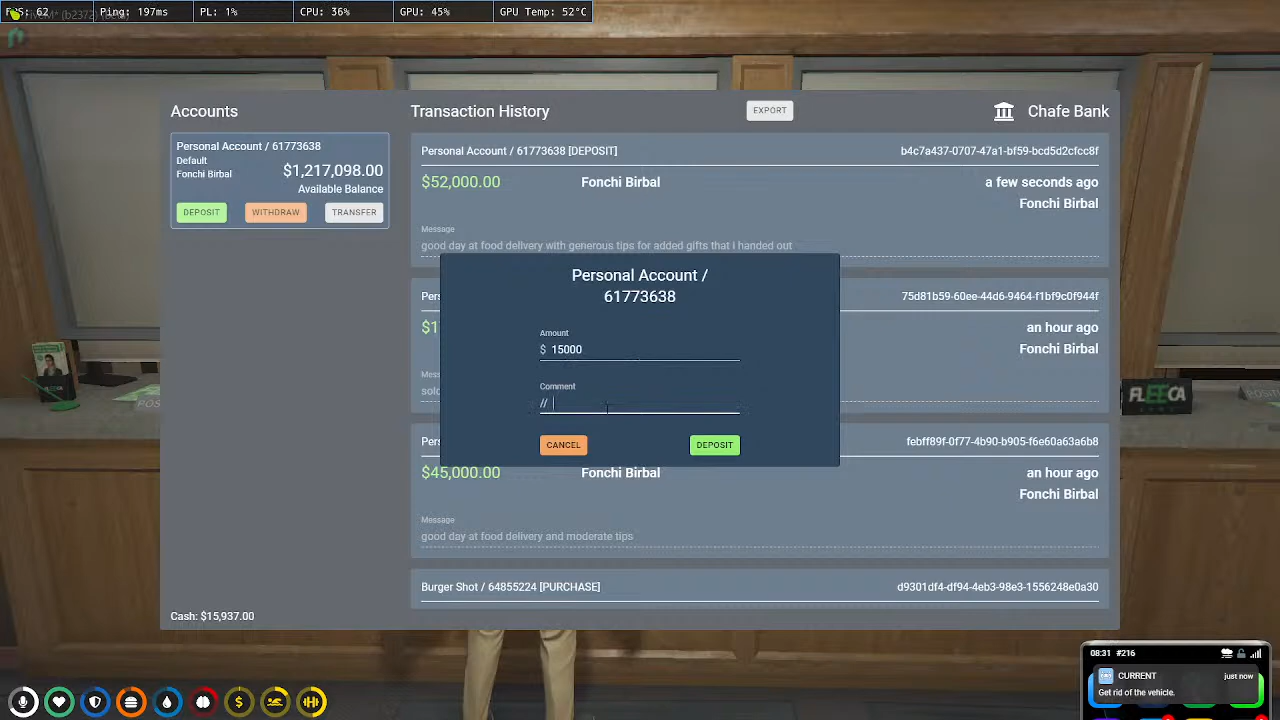 FPS: 62 Ping: 197ms PL: 1% CPU: 36% GPU: 45% GPU Temp: 52°C
Accounts
Personal Account / 61773638
Default
Fonchi Birbal
$1,217,098.00
Available Balance
DEPOSIT WITHDRAW TRANSFER
Cash: $15,937.00
Transaction History
EXPORT
Chafe Bank
Personal Account / 61773638 [DEPOSIT] b4c7a437-0707-47a1-bf59-bcd5d2cfcc8f
$52,000.00 Fonchi Birbal a few seconds ago
Fonchi Birbal
Message
good day at food delivery with generous tips for added gifts that i handed out
75d81b59-60ee-44d6-9464-f1bf9c0f944f
an hour ago
Fonchi Birbal
febff89f-0f77-4b90-b905-f6e60a63a6b8
$45,000.00 Fonchi Birbal an hour ago
Fonchi Birbal
Message
good day at food delivery and moderate tips
Burger Shot / 64855224 [PURCHASE] d9301df4-df94-4eb3-98e3-1556248e0a30
Personal Account /
61773638
Amount
$ 15000
Comment
//
CANCEL DEPOSIT
FLEECA
08:31 #216
CURRENT just now
Get rid of the vehicle.